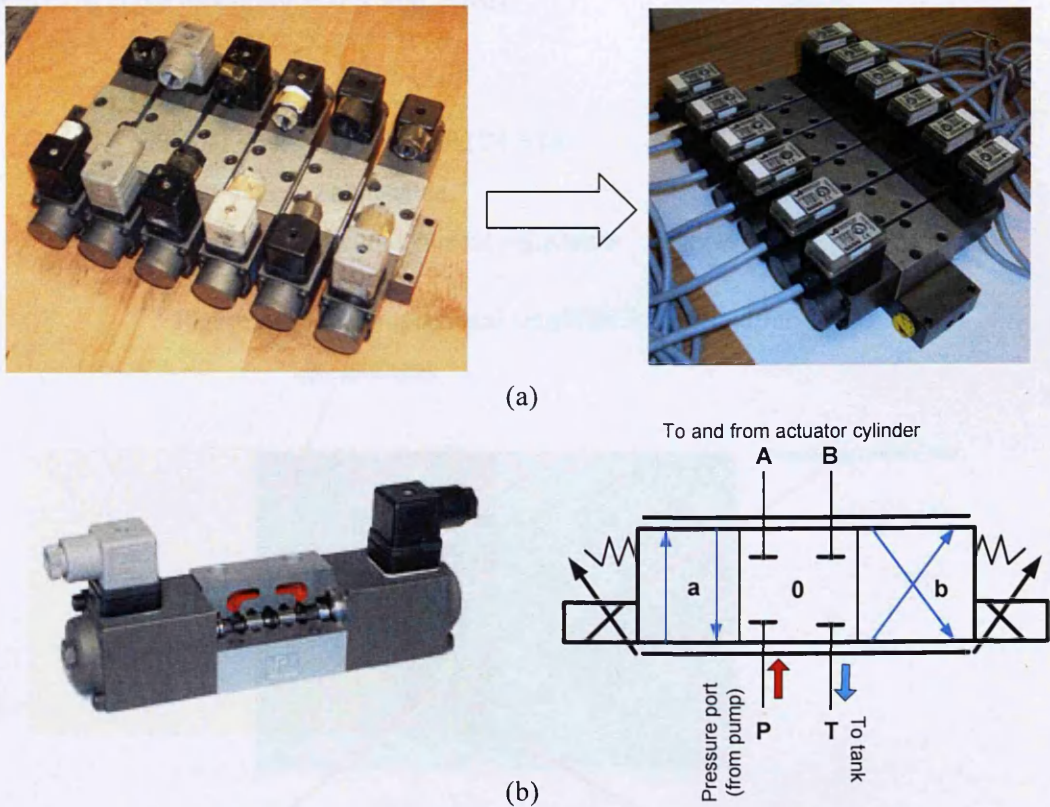 (a)
To and from actuator cylinder
A B
a 0 b
Pressure port
(from pump)
P T
To tank
(b)